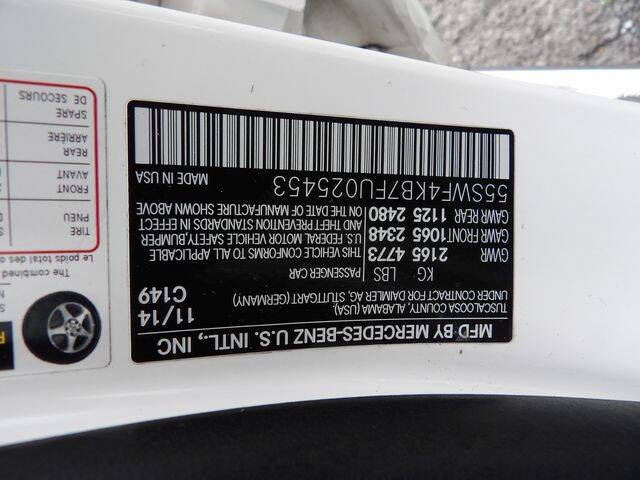 MFD BY MERCEDES-BENZ U.S. INTL., INC
TUSCALOOSA COUNTY, ALABAMA (USA)
UNDER CONTRACT FOR DAIMLER AG, STUTTGART (GERMANY)
11/14
C149
KG LBS PASSENGER CAR
GVWR 2165 4773
GAWR FRONT 1065 2348
GAWR REAR 1125 2480
THIS VEHICLE CONFORMS TO ALL APPLICABLE
U.S. FEDERAL MOTOR VEHICLE SAFETY, BUMPER
AND THEFT PREVENTION STANDARDS IN EFFECT
ON THE DATE OF MANUFACTURE SHOWN ABOVE
55SWF4KB7FU025453
MADE IN USA
The combined
Le poids total des
TIRE
PNEU
FRONT
AVANT
REAR
ARRIÈRE
SPARE
DE SECOURS